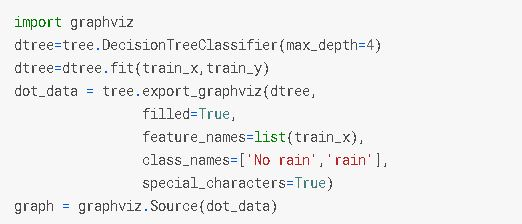 import graphviz
dtree=tree.DecisionTreeClassifier(max_depth=4)
dtree=dtree.fit(train_x,train_y)
dot_data = tree.export_graphviz(dtree,
                filled=True,
                feature_names=list(train_x),
                class_names=['No rain','rain'],
                special_characters=True)
graph = graphviz.Source(dot_data)